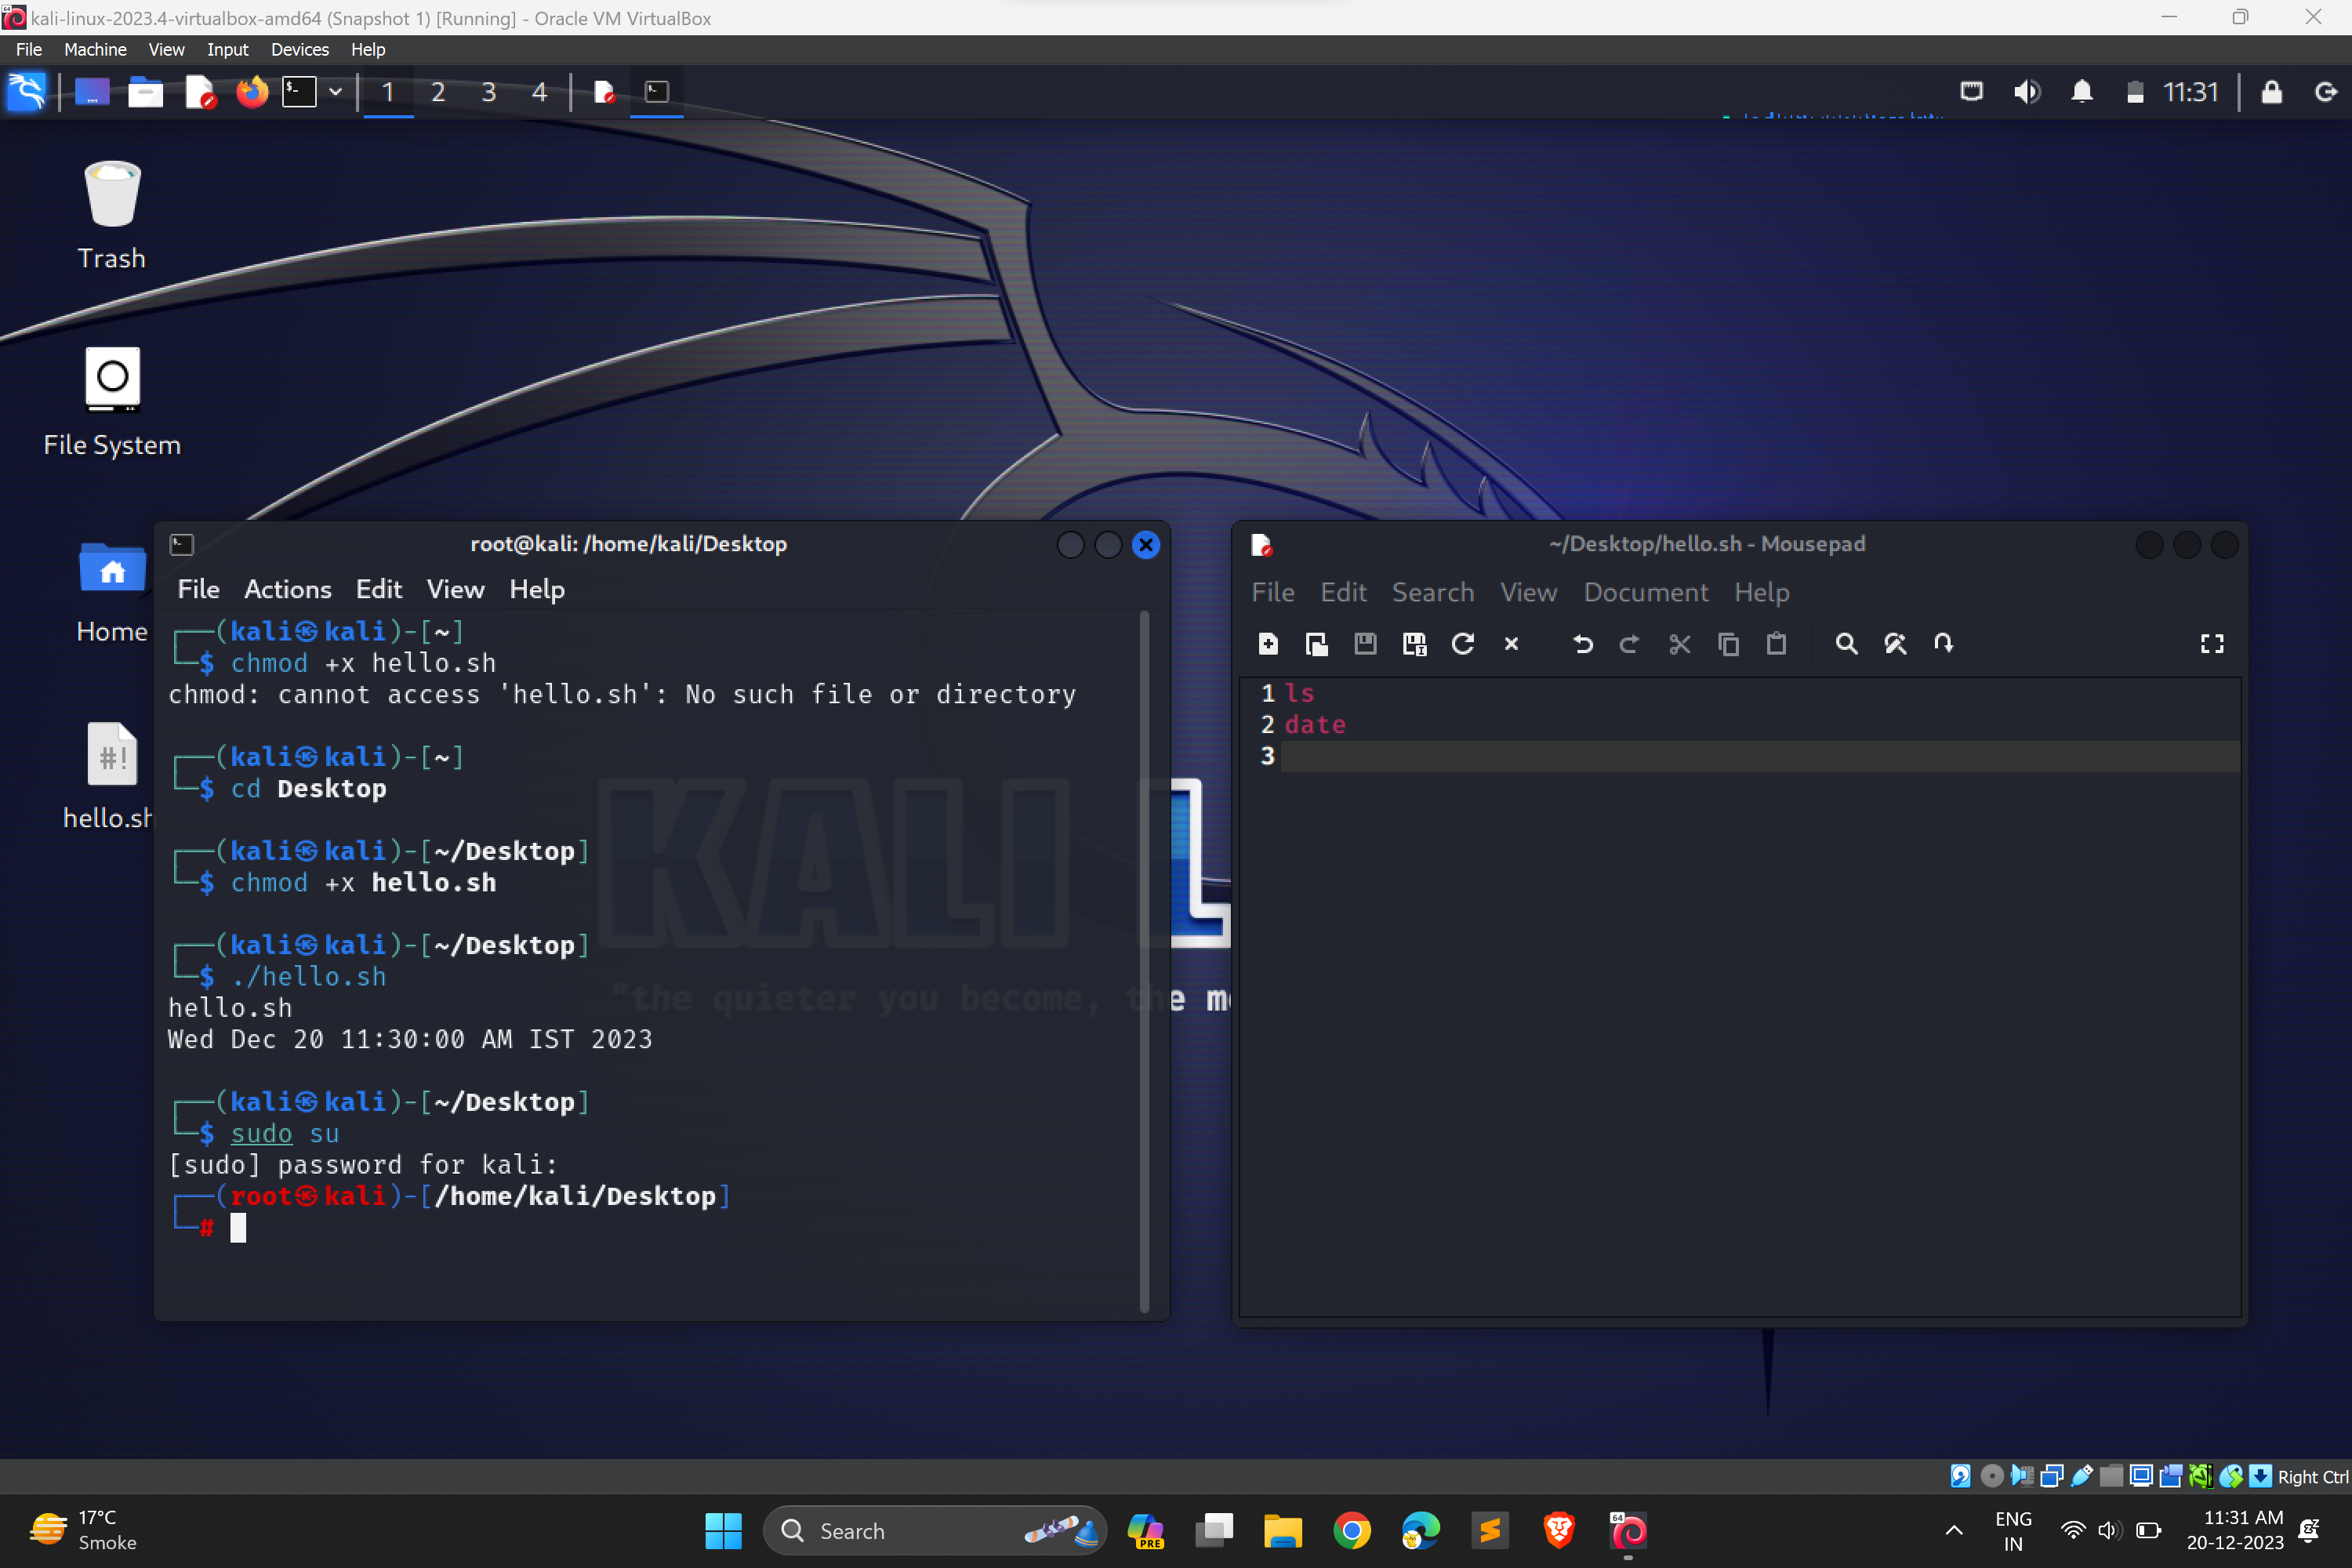 kali-linux-2023.4-virtualbox-amd64 (Snapshot 1) [Running] - Oracle VM VirtualBox
File Machine View Input Devices Help
1 2 3 4
11:31
Trash
File System
Home
hello.sh
root@kali: /home/kali/Desktop
File Actions Edit View Help
┌──(kali㉿kali)-[~]
└─$ chmod +x hello.sh
chmod: cannot access 'hello.sh': No such file or directory
┌──(kali㉿kali)-[~]
└─$ cd Desktop
┌──(kali㉿kali)-[~/Desktop]
└─$ chmod +x hello.sh
┌──(kali㉿kali)-[~/Desktop]
└─$ ./hello.sh
hello.sh
Wed Dec 20 11:30:00 AM IST 2023
┌──(kali㉿kali)-[~/Desktop]
└─$ sudo su
[sudo] password for kali:
┌──(root㉿kali)-[/home/kali/Desktop]
└─#
KALI L
"the quieter you become, the m
~/Desktop/hello.sh - Mousepad
File Edit Search View Document Help
1 ls
2 date
3
Right Ctrl
17°C
Smoke
Search
PRE
64
ENG
IN
11:31 AM
20-12-2023